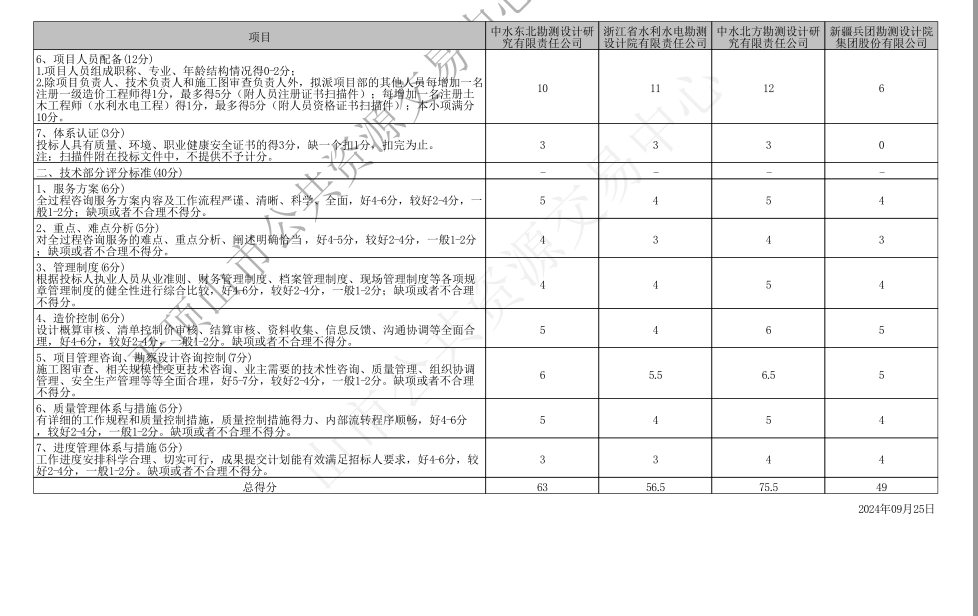 项目 中水东北勘测设计研究有限责任公司 浙江省水利水电勘测设计院有限责任公司 中水北方勘测设计研究有限责任公司 新疆兵团勘测设计院集团股份有限公司
6、项目人员配备(12分)
1.项目人员组成职称、专业、年龄结构情况得0-2分；
2.除项目负责人、技术负责人和施工图审查负责人外，拟派项目部的其他人员每增加一名
注册一级造价工程师得1分，最多得5分（附人员注册证书扫描件）；每增加一名注册土
木工程师（水利水电工程）得1分，最多得5分（附人员资格证书扫描件）；本小项满分
10分。
10 11 12 6
7、体系认证(3分)
投标人具有质量、环境、职业健康安全证书的得3分，缺一个扣1分，扣完为止。
注：扫描件附在投标文件中，不提供不予计分。
3 3 3 0
二、技术部分评分标准(40分) - - - -
1、服务方案(6分)
全过程咨询服务方案内容及工作流程严谨、清晰、科学、全面，好4-6分，较好2-4分，一
般1-2分；缺项或者不合理不得分。
5 4 5 4
2、重点、难点分析(5分)
对全过程咨询服务的难点、重点分析、阐述明确恰当，好4-5分，较好2-4分，一般1-2分
；缺项或者不合理不得分。
4 3 4 3
3、管理制度(6分)
根据投标人执业人员从业准则、财务管理制度、档案管理制度、现场管理制度等各项规
章管理制度的健全性进行综合比较，好4-6分，较好2-4分，一般1-2分；缺项或者不合理
不得分。
4 4 5 4
4、造价控制(6分)
设计概算审核、清单控制价审核、结算审核、资料收集、信息反馈、沟通协调等全面合
理，好4-6分，较好2-4分，一般1-2分。缺项或者不合理不得分。
5 4 6 5
5、项目管理咨询、勘察设计咨询控制(7分)
施工图审查、相关规模性变更技术咨询、业主需要的技术性咨询、质量管理、组织协调
管理、安全生产管理等等全面合理，好5-7分，较好2-4分，一般1-2分。缺项或者不合理
不得分。
6 5.5 6.5 5
6、质量管理体系与措施(5分)
有详细的工作规程和质量控制措施，质量控制措施得力、内部流转程序顺畅，好4-6分
，较好2-4分，一般1-2分。缺项或者不合理不得分。
5 4 5 4
7、进度管理体系与措施(5分)
工作进度安排科学合理、切实可行，成果提交计划能有效满足招标人要求，好4-6分，较
好2-4分，一般1-2分。缺项或者不合理不得分。
3 3 4 4
总得分 63 56.5 75.5 49
2024年09月25日
平顶山市公共资源交易中心
山市公共资源交易中心